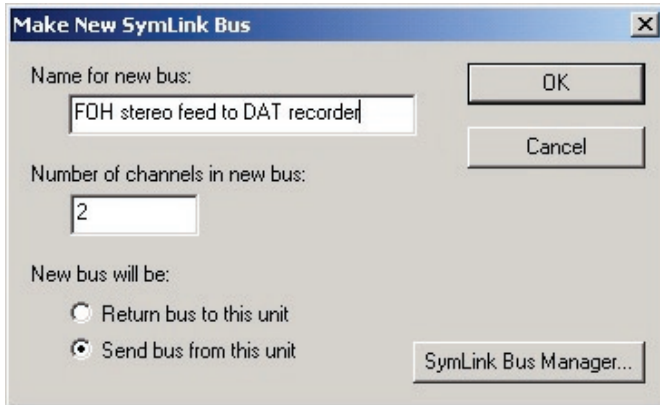 Make New SymLink Bus
Name for new bus:
FOH stereo feed to DAT recorder
OK
Cancel
Number of channels in new bus:
2
New bus will be:
Return bus to this unit
Send bus from this unit
SymLink Bus Manager...